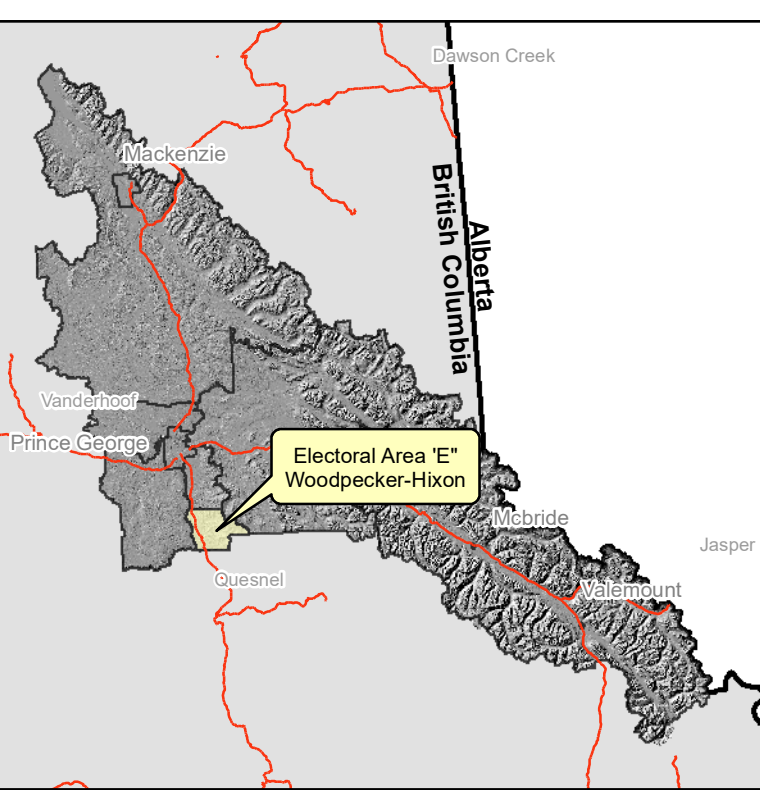 Dawson Creek
Mackenzie
British Columbia
Alberta
Vanderhoof
Prince George
Electoral Area 'E"
Woodpecker-Hixon
Mcbride
Jasper
Quesnel
Valemount